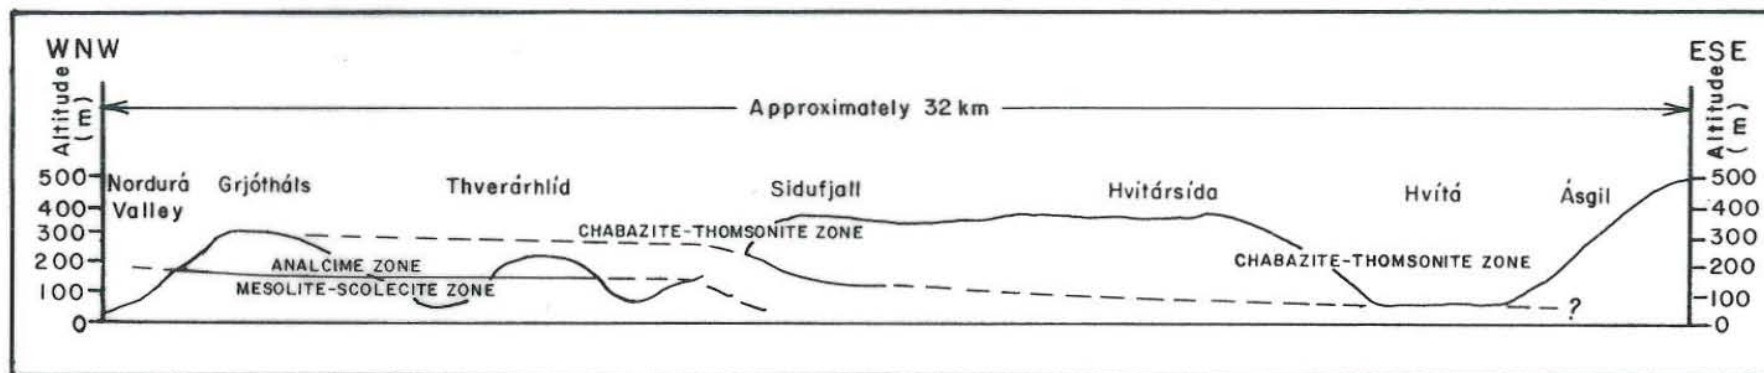 WNW
ESE
Altitude
(m)
Altitude
(m)
Approximately 32 km
500
400
300
200
100
0
Nordurá
Valley
Grjótháls
Thverárhlíd
Sidufjall
Hvítársída
Hvítá
Ásgil
500
400
300
200
100
0
CHABAZITE-THOMSONITE ZONE
ANALCIME ZONE
MESOLITE-SCOLECITE ZONE
CHABAZITE-THOMSONITE ZONE
?